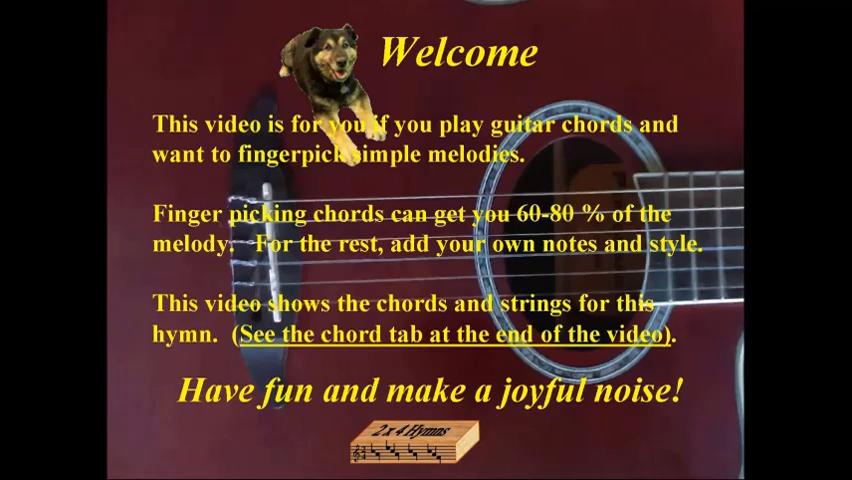 Welcome
This video is for you if you play guitar chords and
want to fingerpick simple melodies.
Finger picking chords can get you 60-80 % of the
melody. For the rest, add your own notes and style.
This video shows the chords and strings for this
hymn. (See the chord tab at the end of the video).
Have fun and make a joyful noise!
2 x 4 Hymns